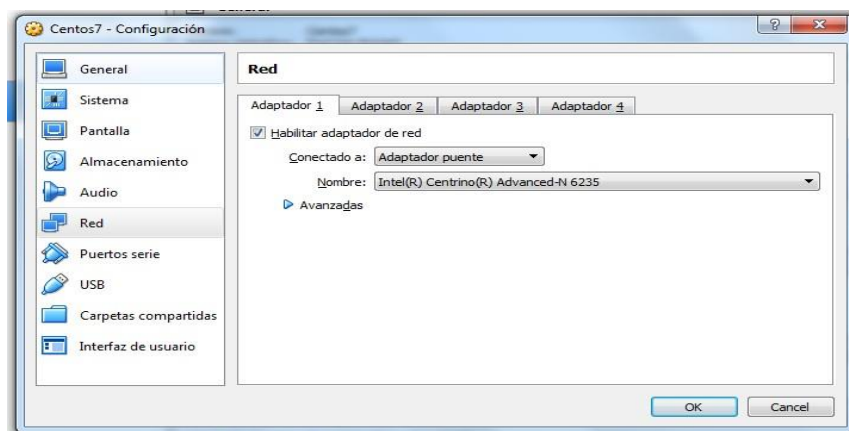 Centos7 - Configuración
General
Sistema
Pantalla
Almacenamiento
Audio
Red
Puertos serie
USB
Carpetas compartidas
Interfaz de usuario
Red
Adaptador 1 Adaptador 2 Adaptador 3 Adaptador 4
Habilitar adaptador de red
Conectado a: Adaptador puente
Nombre: Intel(R) Centrino(R) Advanced-N 6235
Avanzadas
OK Cancel